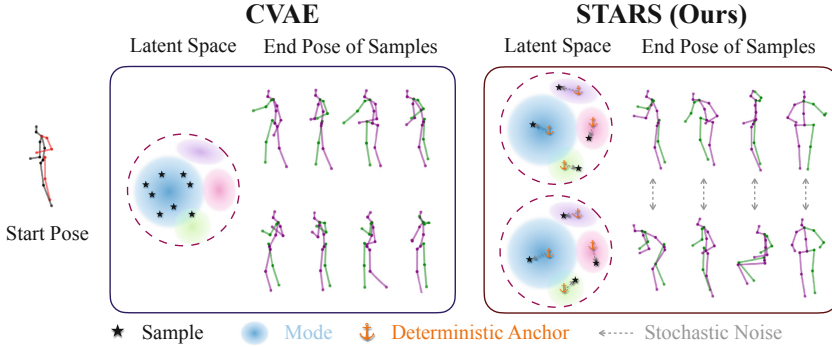 CVAE
STARS (Ours)
Latent Space
End Pose of Samples
Latent Space
End Pose of Samples
Start Pose
Sample
Mode
Deterministic Anchor
Stochastic Noise